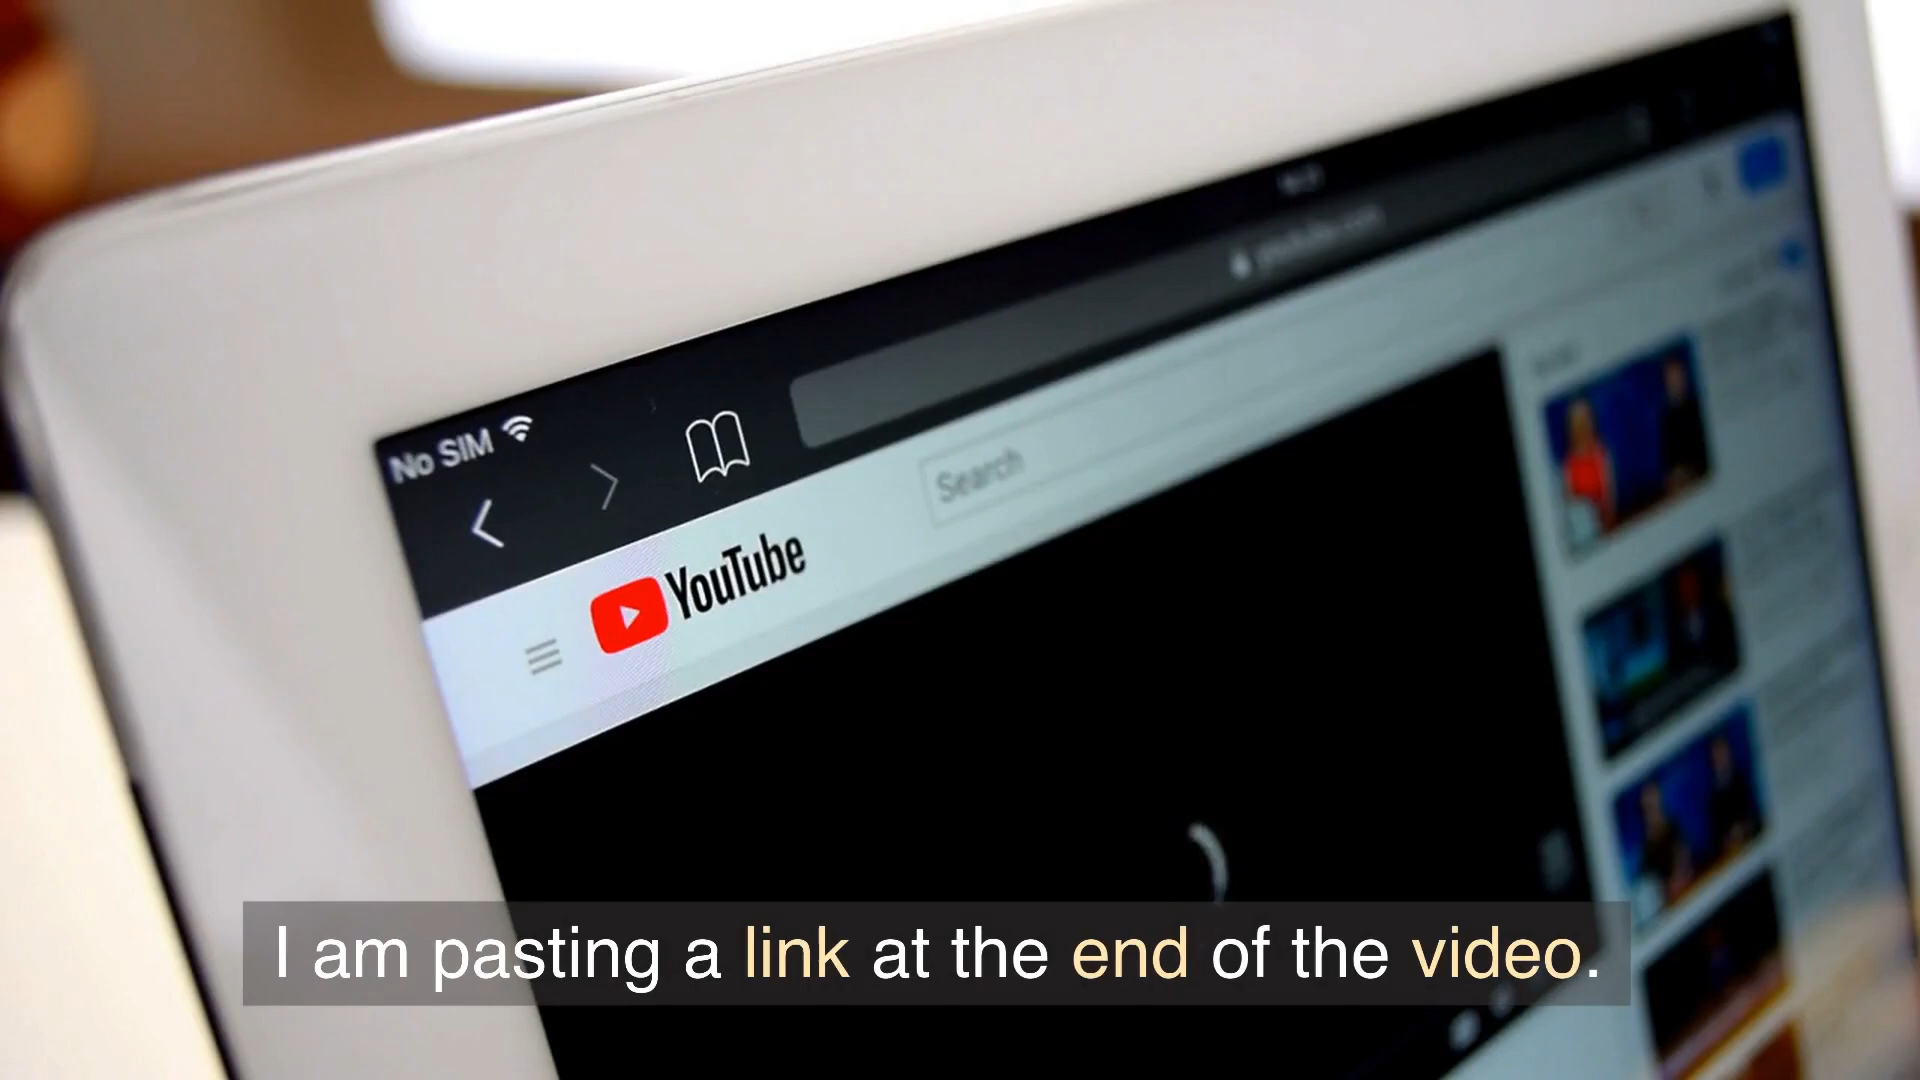 No SIM
Search
YouTube
I am pasting a link at the end of the video.